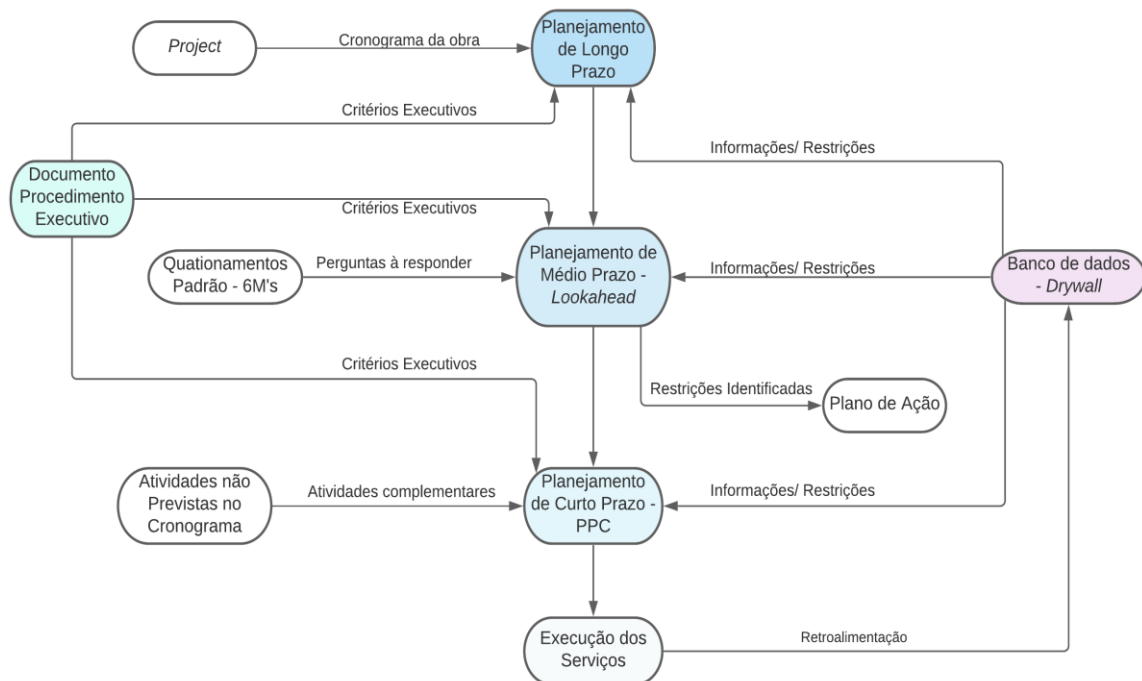 Project
Cronograma da obra
Planejamento
de Longo
Prazo
Critérios Executivos
Informações/ Restrições
Documento
Procedimento
Executivo
Critérios Executivos
Quationamentos
Padrão - 6M's
Perguntas à responder
Planejamento de
Médio Prazo -
Lookahead
Informações/ Restrições
Banco de dados
- Drywall
Critérios Executivos
Restrições Identificadas
Plano de Ação
Atividades não
Previstas no
Cronograma
Atividades complementares
Planejamento
de Curto Prazo -
PPC
Informações/ Restrições
Execução dos
Serviços
Retroalimentação